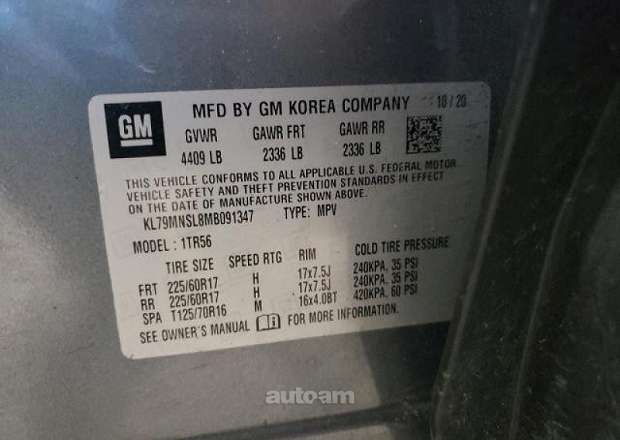 GM
MFD BY GM KOREA COMPANY 10 / 20
GVWR GAWR FRT GAWR RR
4409 LB 2336 LB 2336 LB
THIS VEHICLE CONFORMS TO ALL APPLICABLE U.S. FEDERAL MOTOR
VEHICLE SAFETY AND THEFT PREVENTION STANDARDS IN EFFECT
ON THE DATE OF MANUFACTURE SHOWN ABOVE.
KL79MNSL8MB091347 TYPE: MPV
MODEL : 1TR56
TIRE SIZE SPEED RTG RIM COLD TIRE PRESSURE
FRT 225/60R17 H 17x7.5J 240KPA, 35 PSI
RR 225/60R17 H 17x7.5J 240KPA, 35 PSI
SPA T125/70R16 M 16x4.0BT 420KPA, 60 PSI
SEE OWNER'S MANUAL FOR MORE INFORMATION.
autoam